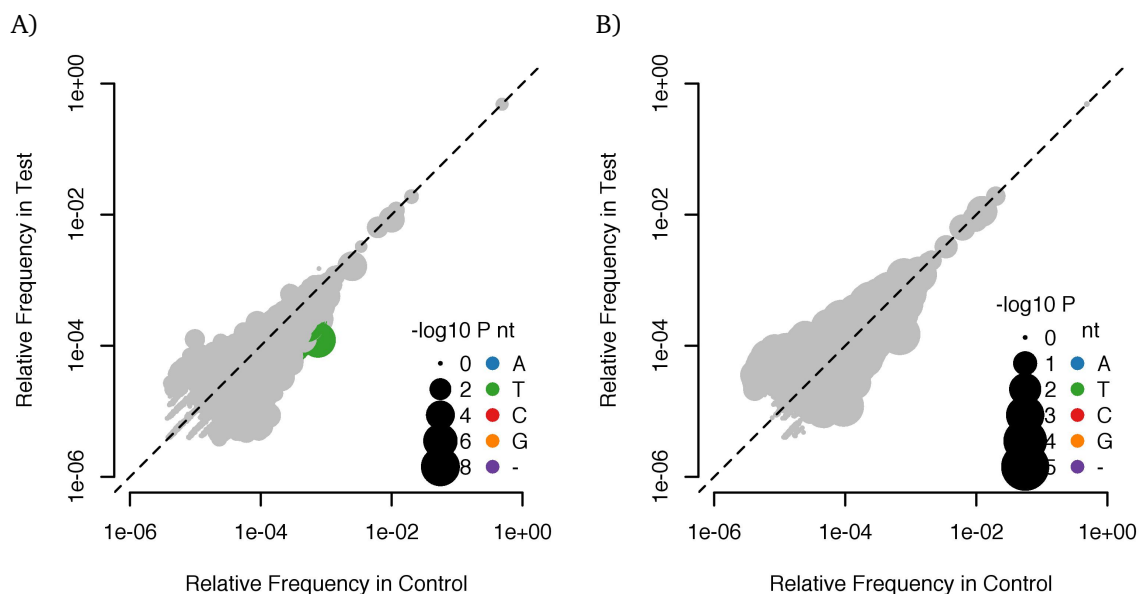 A)
Relative Frequency in Test
1e+00
1e-02
1e-04
1e-06
-log10 P nt
0 A
2 T
4 C
6 G
8 -
1e-06 1e-04 1e-02 1e+00
Relative Frequency in Control
B)
Relative Frequency in Test
1e+00
1e-02
1e-04
1e-06
-log10 P
0 nt
1 A
2 T
3 C
4 G
5 -
1e-06 1e-04 1e-02 1e+00
Relative Frequency in Control